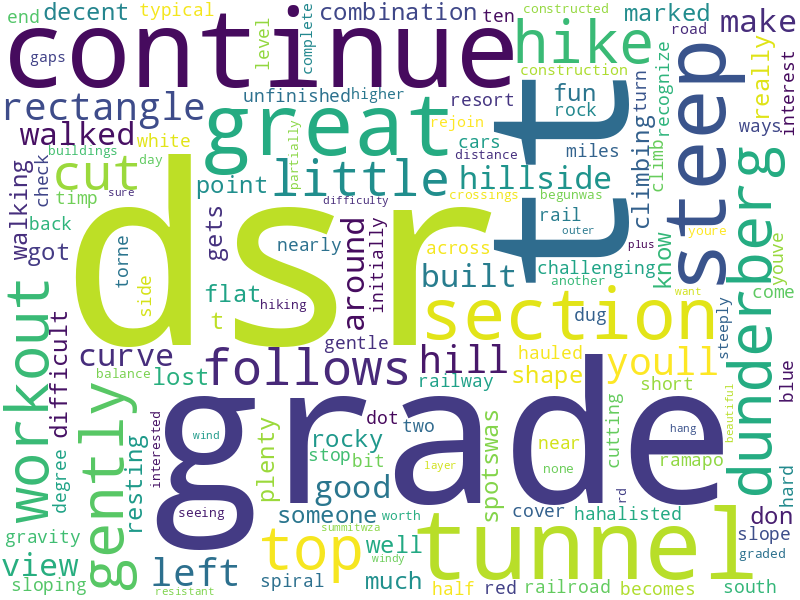 end decent typical level complete combination ten constructed marked make
gaps continue hike road steep
construction
rectangle unfinished higher resort fun rock interest
walked white great rejoin cars tt turn recognize really
buildings day partially distance miles ways
check cut little hillside climbing climb
walking timp point difficulty crossings begunwas youre
sure dsr rail outer plus know dunderberg
back torne gets nearly around initially across challenging youve
got side built another come
flat hiking section dug want
t gentle steeply
workout difficult curve follows hill hauled youll blue
balance lost railway shape short beautiful
gently degree resting interested grade dot two near cutting hang
wind plenty rocky spotswas none ramapo hard
stop bit layer rd
seeing good someone cover hahalisted don
gravity summitwza worth top well tunnel slope
view left windy graded
sloping resistant spiral much half red railroad becomes south